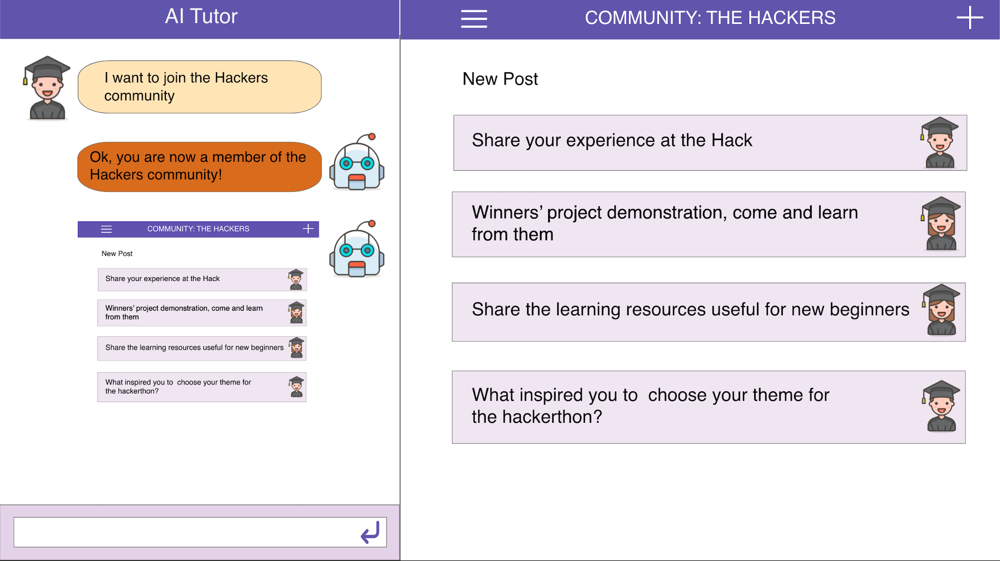 AI Tutor
I want to join the Hackers
community
Ok, you are now a member of the
Hackers community!
COMMUNITY: THE HACKERS
New Post
Share your experience at the Hack
Winners’ project demonstration, come and learn
from them
Share the learning resources useful for new beginners
What inspired you to  choose your theme for
the hackerthon?
COMMUNITY: THE HACKERS
New Post
Share your experience at the Hack
Winners’ project demonstration, come and learn
from them
Share the learning resources useful for new beginners
What inspired you to  choose your theme for
the hackerthon?